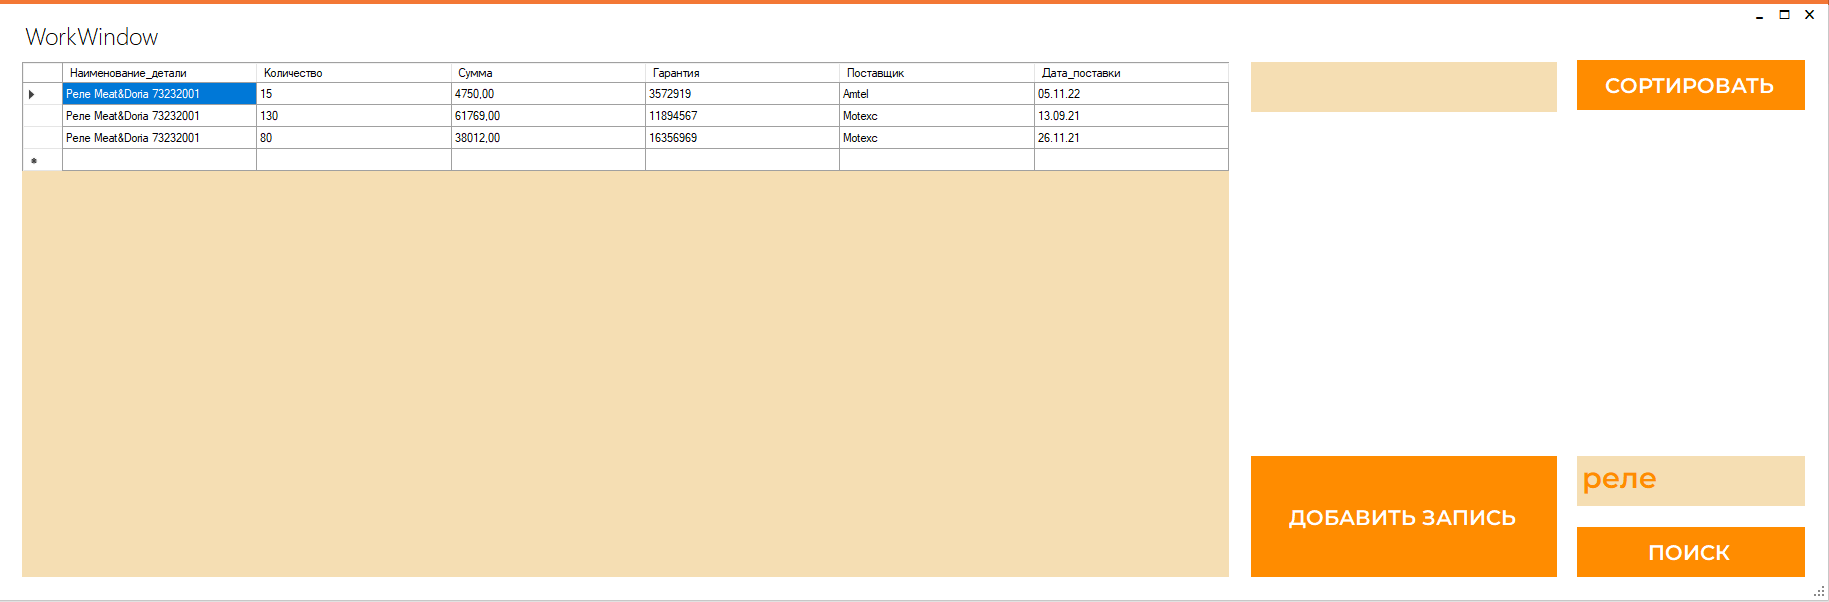 WorkWindow
Наименование_детали Количество Сумма Гарантия Поставщик Дата_поставки
Реле Meat&Doria 73232001 15 4750,00 3572919 Amtel 05.11.22
Реле Meat&Doria 73232001 130 61769,00 11894567 Motexc 13.09.21
Реле Meat&Doria 73232001 80 38012,00 16356969 Motexc 26.11.21
СОРТИРОВАТЬ
реле
ДОБАВИТЬ ЗАПИСЬ
ПОИСК